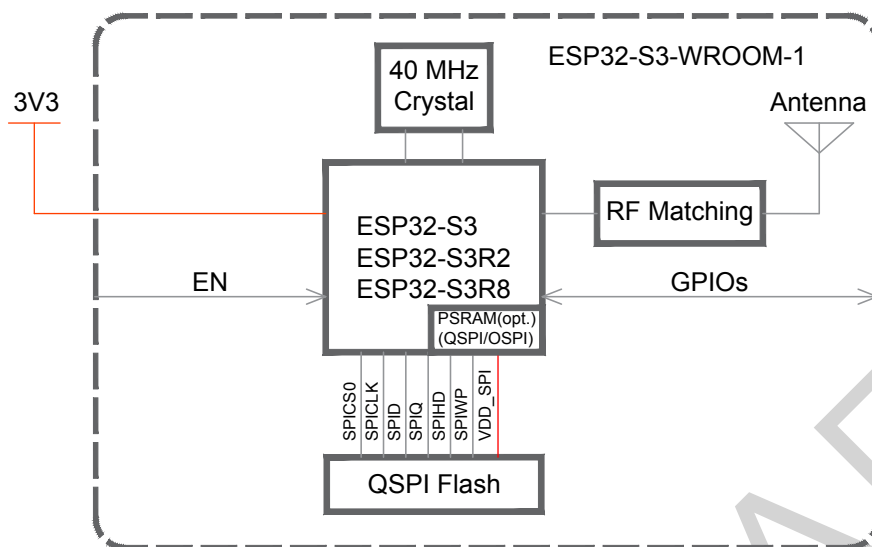 ESP32-S3-WROOM-1
40 MHz
Crystal
3V3
Antenna
ESP32-S3
ESP32-S3R2
ESP32-S3R8
RF Matching
EN
GPIOs
PSRAM(opt.)
(QSPI/OSPI)
SPICS0
SPICLK
SPID
SPIQ
SPIHD
SPIWP
VDD_SPI
QSPI Flash